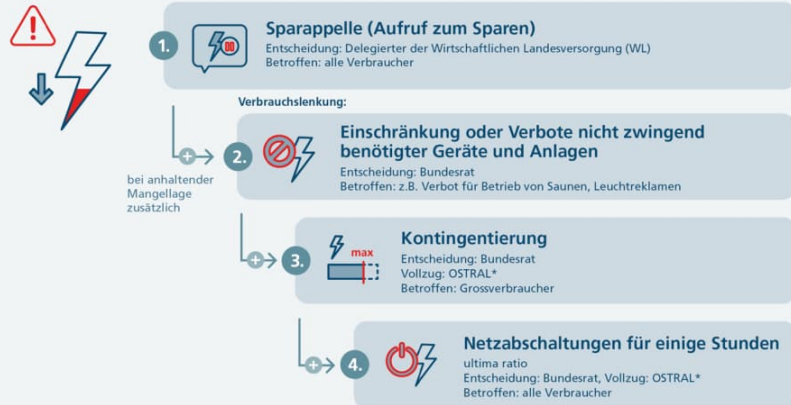 1.
Sparappelle (Aufruf zum Sparen)
Entscheidung: Delegierter der Wirtschaftlichen Landesversorgung (WL)
Betroffen: alle Verbraucher
Verbrauchslenkung:
bei anhaltender
Mangellage
zusätzlich
2.
Einschränkung oder Verbote nicht zwingend
benötigter Geräte und Anlagen
Entscheidung: Bundesrat
Betroffen: z.B. Verbot für Betrieb von Saunen, Leuchtreklamen
3.
max
Kontingentierung
Entscheidung: Bundesrat
Vollzug: OSTRAL*
Betroffen: Grossverbraucher
4.
Netzabschaltungen für einige Stunden
ultima ratio
Entscheidung: Bundesrat, Vollzug: OSTRAL*
Betroffen: alle Verbraucher